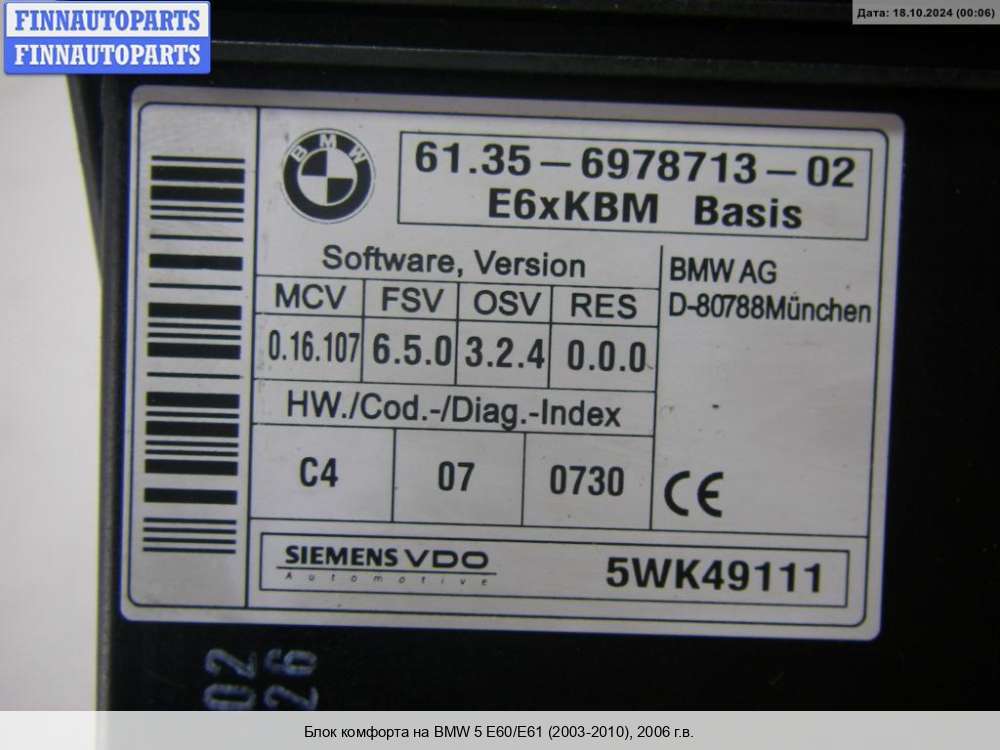 FINNAUTOPARTS
FINNAUTOPARTS
Дата: 18.10.2024 (00:06)
BMW
61.35-6978713-02
E6xKBM Basis
Software, Version
MCV FSV OSV RES
0.16.107 6.5.0 3.2.4 0.0.0
BMW AG
D-80788München
HW./Cod.-/Diag.-Index
C4 07 0730
CE
SIEMENS VDO
Automotive
5WK49111
02
26
Блок комфорта на BMW 5 E60/E61 (2003-2010), 2006 г.в.